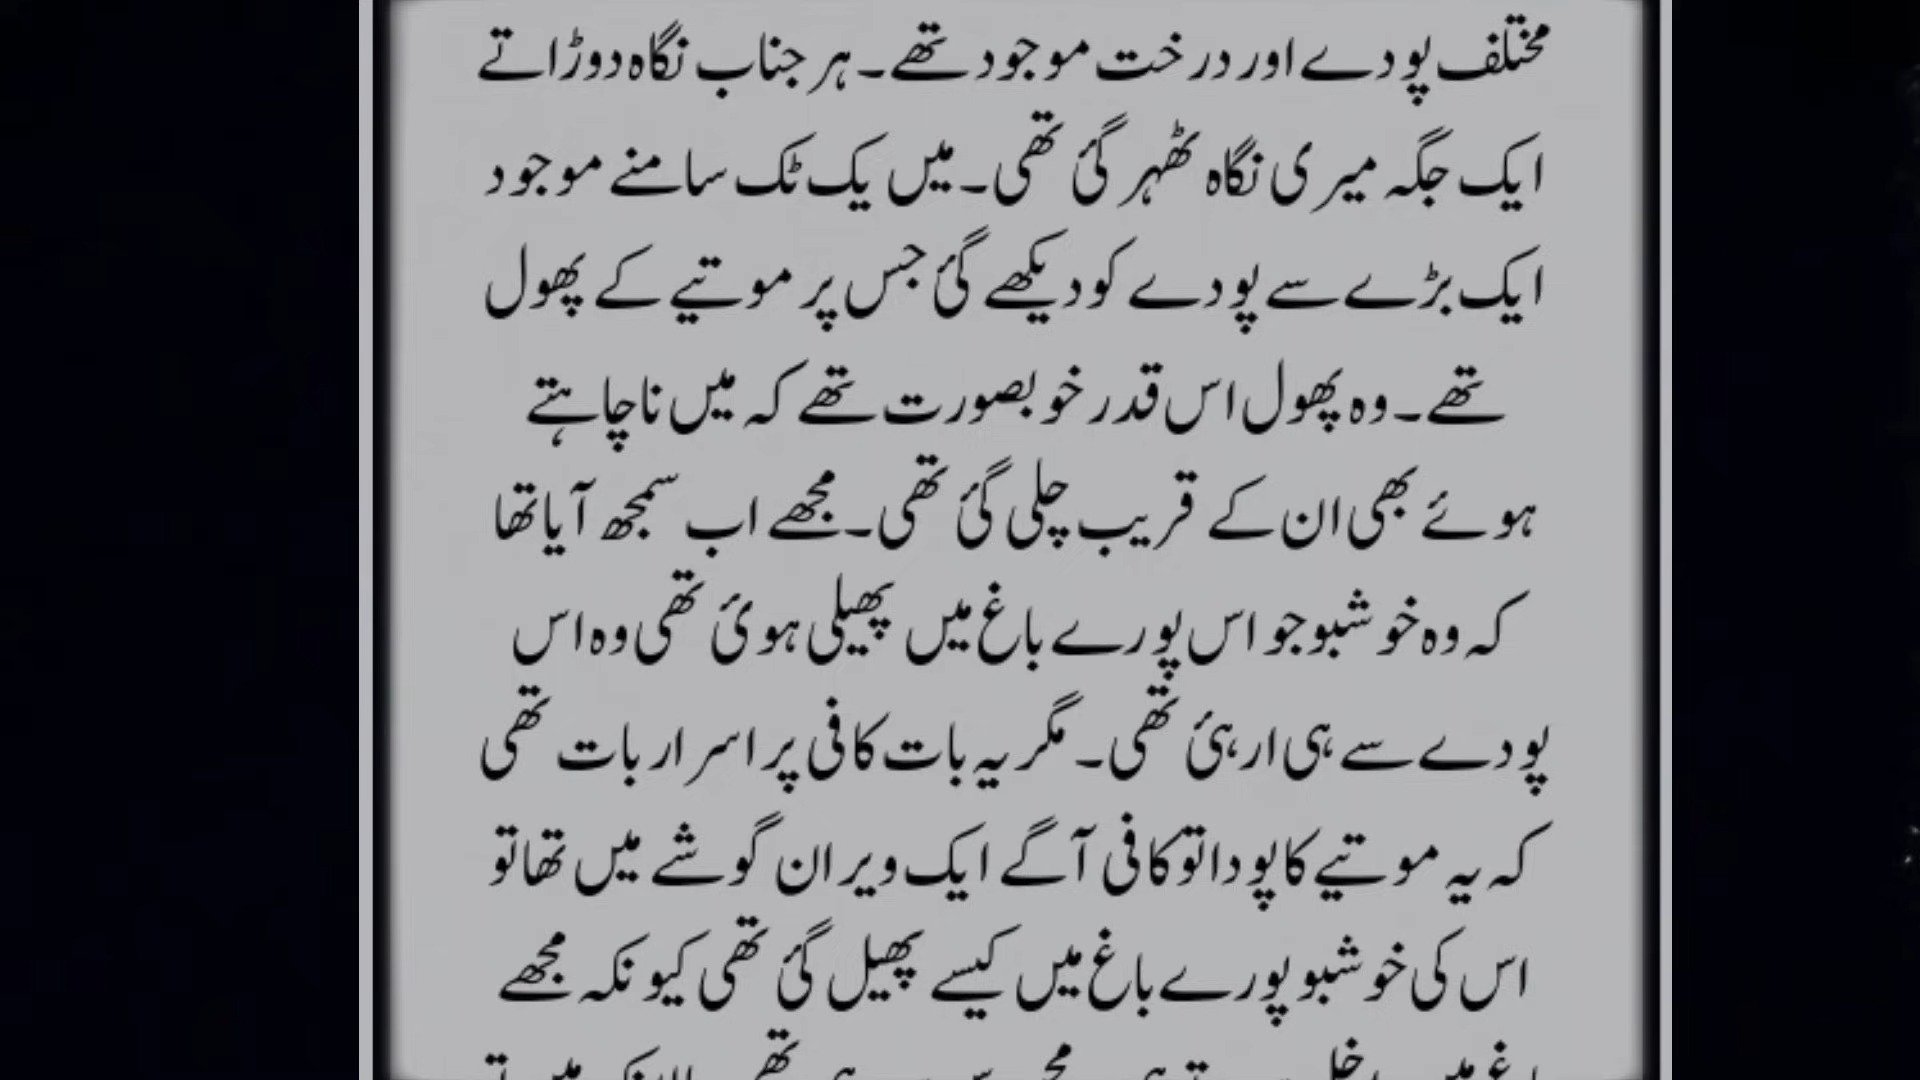 مختلف پودے اور درخت موجود تھے۔ ہر جناب نگاہ دوڑاتے
ایک جگہ میری نگاہ ٹھہر گئ تھی۔ میں یک ٹک سامنے موجود
ایک بڑے سے پودے کو دیکھے گئ جس پر موتیے کے پھول
تھے۔ وہ پھول اس قدر خوبصورت تھے کہ میں نا چاہتے
ہوئے بھی ان کے قریب چلی گئ تھی۔ مجھے اب سمجھ آیا تھا
کہ وہ خوشبو جو اس پورے باغ میں پھیلی ہوئ تھی وہ اس
پودے سے ہی ارہئ تھی۔ مگر یہ بات کافی پراسرار بات تھی
کہ یہ موتیے کا پودا تو کافی آگے ایک ویران گوشے میں تھا تو
اس کی خوشبو پورے باغ میں کیسے پھیل گئ تھی کیونکہ مجھے